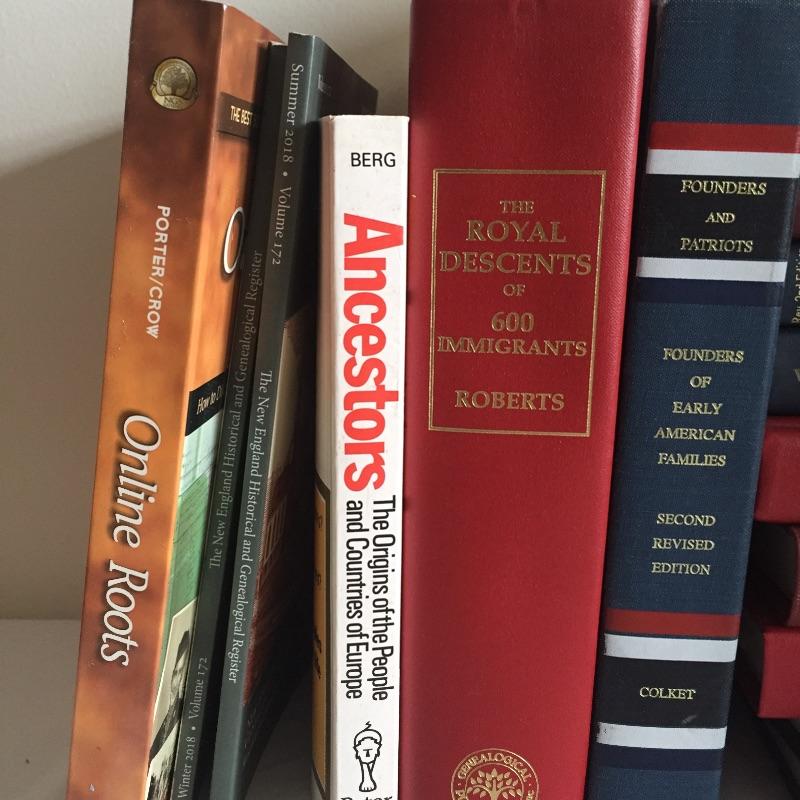 NGS
THE BEST
PORTER/CROW
How to
Online Roots
The New England Historical and Genealogical Register
Winter 2018 • Volume 172
Summer 2018 • Volume 172
The New England Historical and Genealogical Register
BERG
Ancestors
The Origins of the People
and Countries of Europe
THE
ROYAL
DESCENTS
OF
600
IMMIGRANTS
ROBERTS
GENEALOGICAL
FOUNDERS
AND
PATRIOTS
FOUNDERS
OF
EARLY
AMERICAN
FAMILIES
SECOND
REVISED
EDITION
COLKET